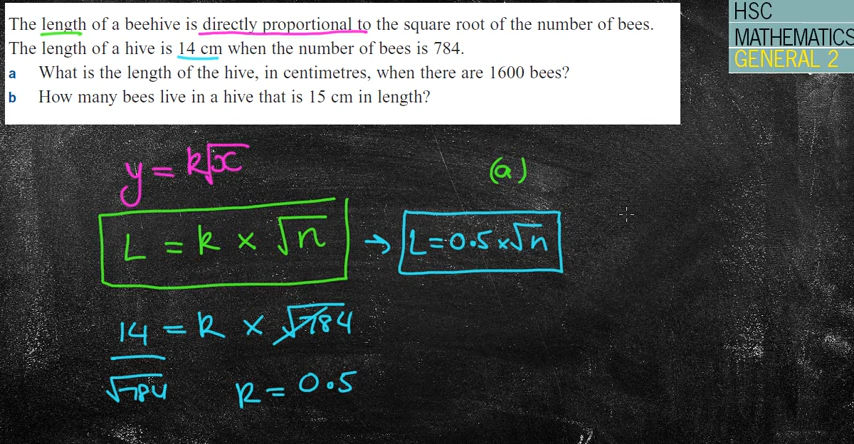 The length of a beehive is directly proportional to the square root of the number of bees.
The length of a hive is 14 cm when the number of bees is 784.
a What is the length of the hive, in centimetres, when there are 1600 bees?
b How many bees live in a hive that is 15 cm in length?
HSC
MATHEMATICS
GENERAL 2
y = k√x
(a)
L = k × √n → L = 0.5 × √n
14 = k × √784
√784
k = 0.5